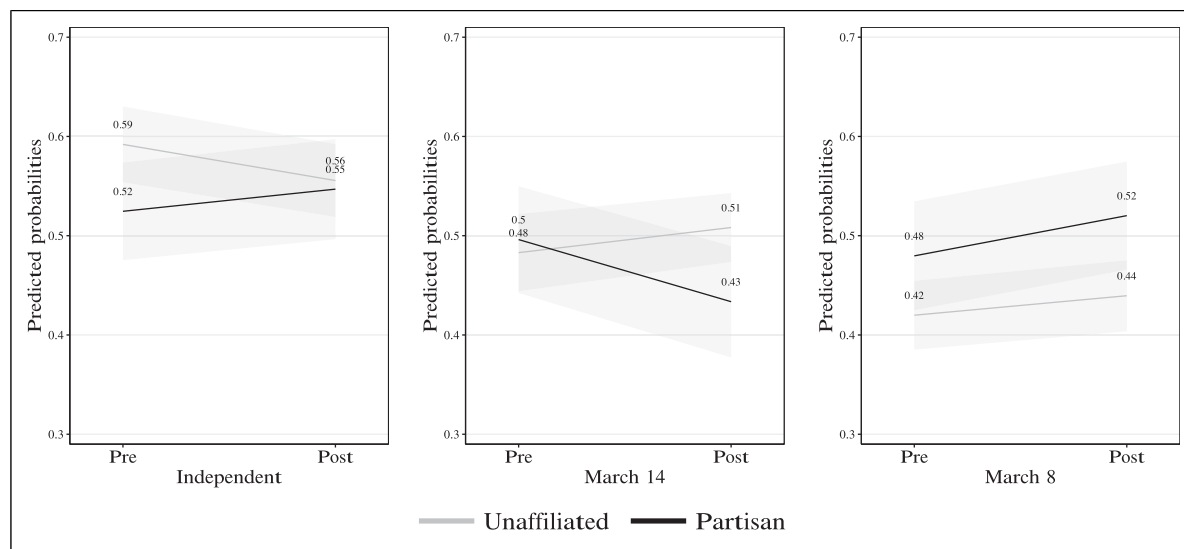 Predicted probabilities
0.7
0.6
0.5
0.4
0.3
0.59
0.52
0.56
0.55
Pre
Post
Independent
Predicted probabilities
0.7
0.6
0.5
0.4
0.3
0.5
0.48
0.51
0.43
Pre
Post
March 14
Predicted probabilities
0.7
0.6
0.5
0.4
0.3
0.48
0.42
0.52
0.44
Pre
Post
March 8
Unaffiliated
Partisan